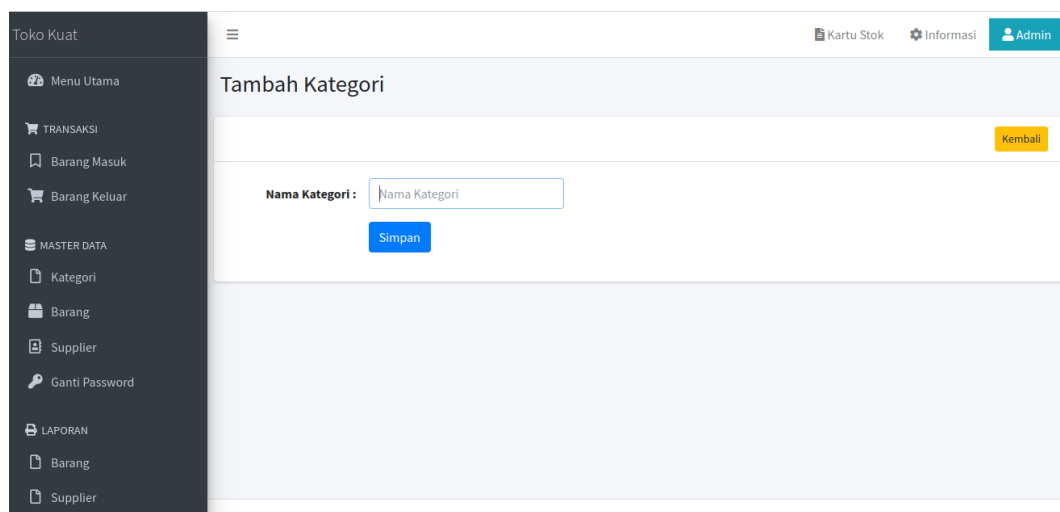 Toko Kuat
Kartu Stok Informasi Admin
Menu Utama
TRANSAKSI
Barang Masuk
Barang Keluar
MASTER DATA
Kategori
Barang
Supplier
Ganti Password
LAPORAN
Barang
Supplier
Tambah Kategori
Kembali
Nama Kategori : Nama Kategori
Simpan